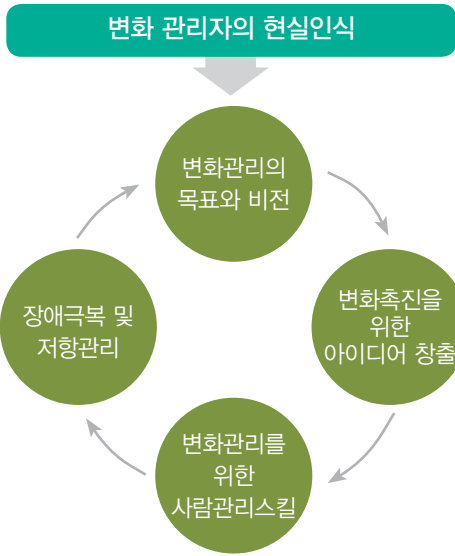 변화 관리자의 현실인식
변화관리의
목표와 비전
변화촉진을
위한
아이디어 창출
변화관리를
위한
사람관리스킬
장애극복 및
저항관리